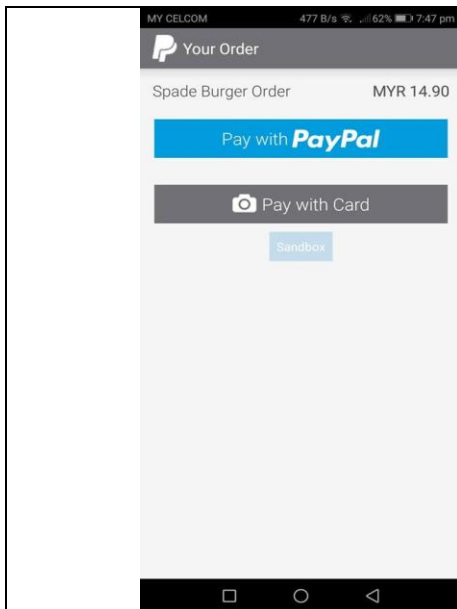 MY CELCOM 477 B/s 62% 7:47 pm
Your Order
Spade Burger Order MYR 14.90
Pay with PayPal
Pay with Card
Sandbox